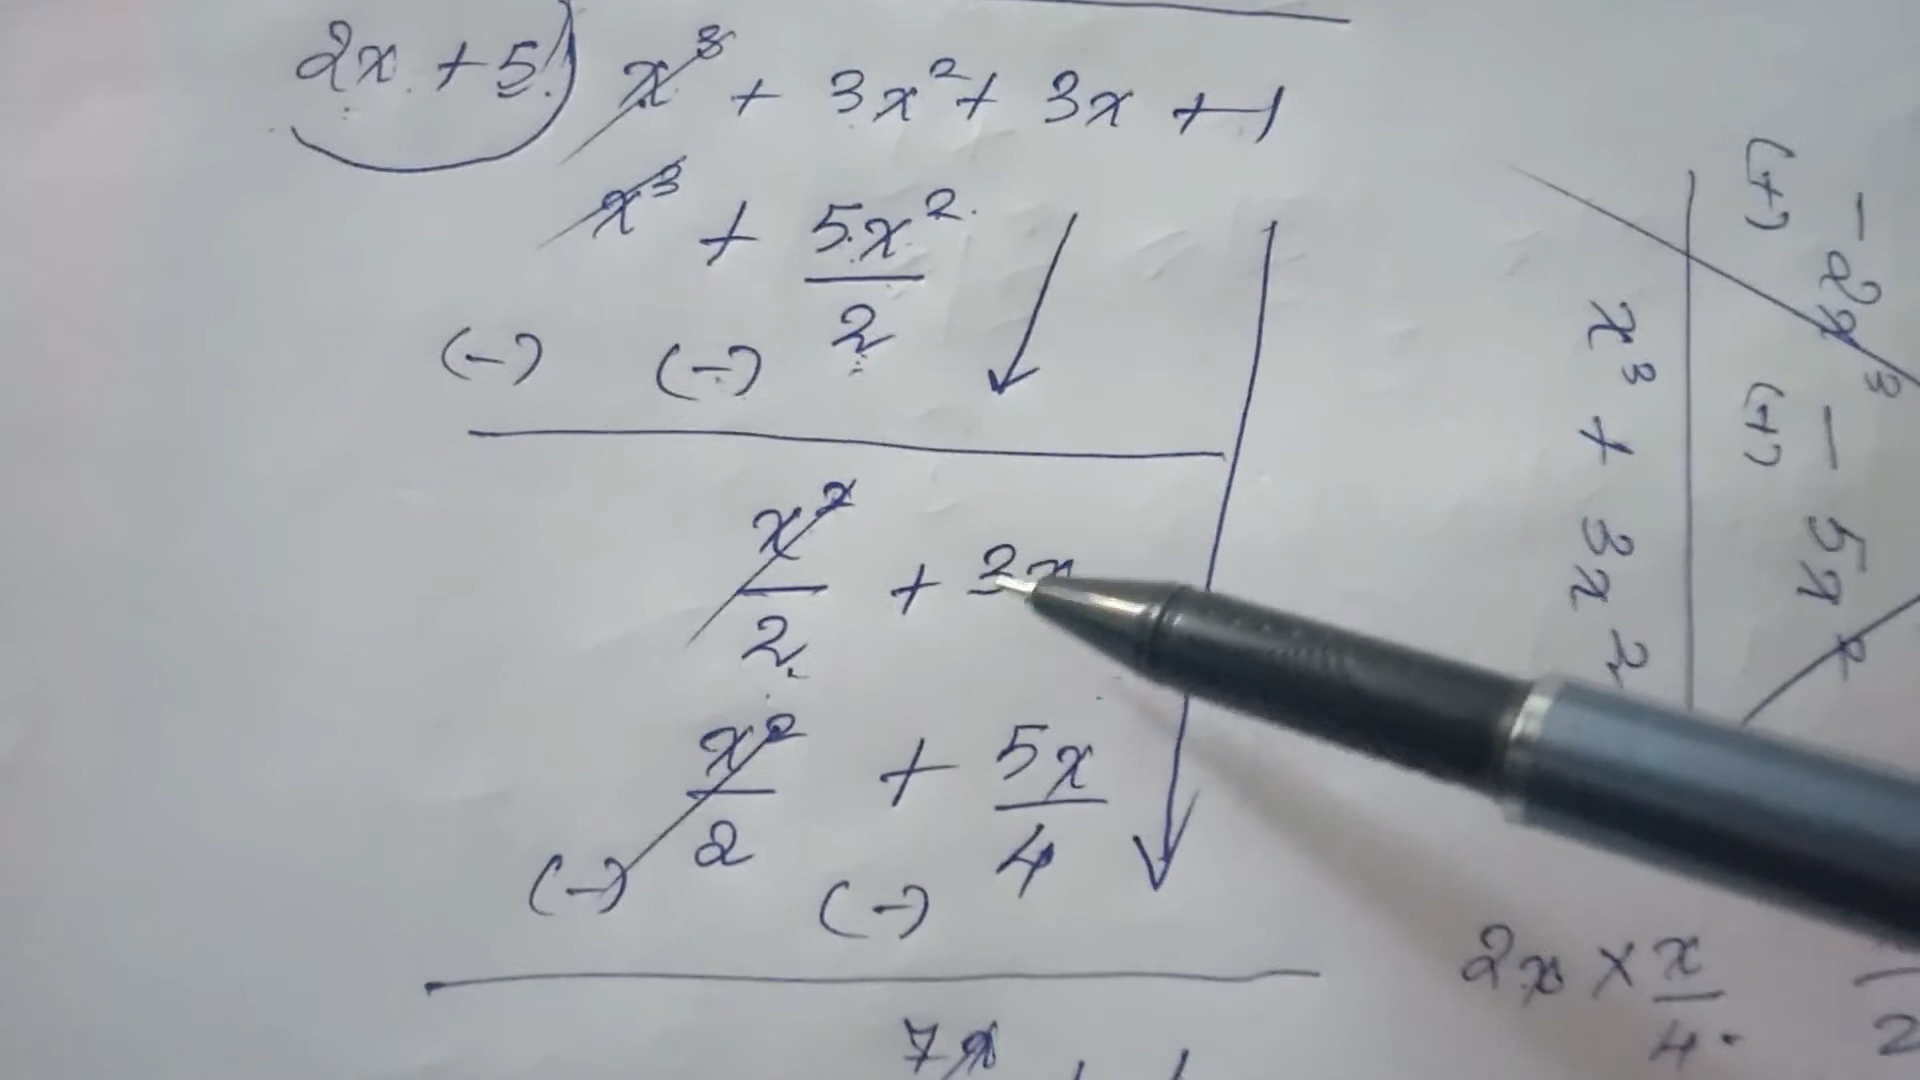 2x + 5) x³ + 3x² + 3x + 1
x³ + 5x²/2
(-) (-)
x²/2 + 3x
x²/2 + 5x/4
(-) (-)
7x
-2x³ - 5x²
(+) (+)
x³ + 3x²
2x × x/4
2